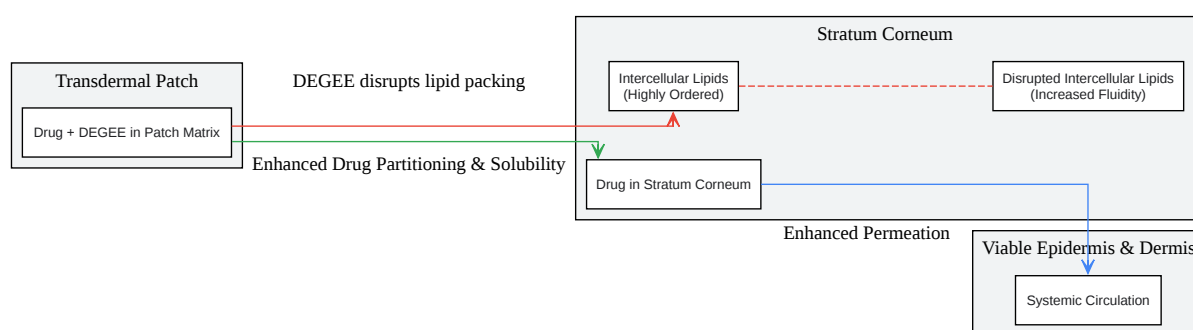 Stratum Corneum
Transdermal Patch
DEGEE disrupts lipid packing
Intercellular Lipids
(Highly Ordered)
Disrupted Intercellular Lipids
(Increased Fluidity)
Drug + DEGEE in Patch Matrix
Enhanced Drug Partitioning & Solubility
Drug in Stratum Corneum
Enhanced Permeation
Viable Epidermis & Dermis
Systemic Circulation